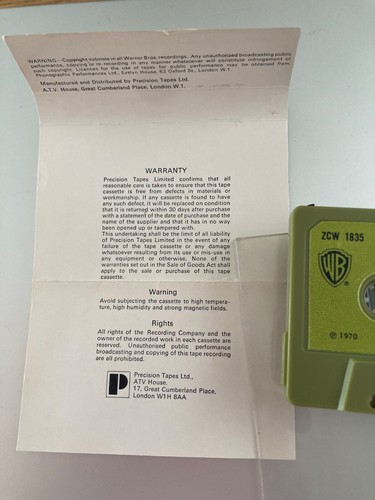 WARNING—Copyright subsists in all Warner Bros. recordings. Any unauthorised broadcasting public
performance, copying or re-recording in any manner whatsoever will constitute infringement of
such copyright. Licences for the use of tapes for public performance may be obtained from
Phonographic Performances Ltd., Evelyn House, 62 Oxford St., London W.1.
Manufactured and Distributed by Precision Tapes Ltd.
A.T.V. House, Great Cumberland Place, London W.1.
WARRANTY
Precision Tapes Limited confirms that all
reasonable care is taken to ensure that this tape
cassette is free from defects in materials or
workmanship. If any cassette is found to have
any such defect, it will be replaced on condition
that it is returned within 30 days after purchase
with a statement of the date of purchase and the
name of the supplier and that it has in no way
been opened up or tampered with.
This undertaking shall be the limit of all liability
of Precision Tapes Limited in the event of any
failure of the tape cassette or any damage
whatsoever resulting from its use or mis-use in
any equipment or otherwise. None of the
warranties set out in the Sale of Goods Act shall
apply to the sale or purchase of this tape
cassette.
Warning
Avoid subjecting the cassette to high tempera-
ture, high humidity and strong magnetic fields.
Rights
All rights of the Recording Company and the
owner of the recorded work in each cassette are
reserved. Unauthorised public performance
broadcasting and copying of this tape recording
are all prohibited.
P
Precision Tapes Ltd.,
ATV House,
17, Great Cumberland Place,
London W1H 8AA
ZCW 1835
WB
℗ 1970